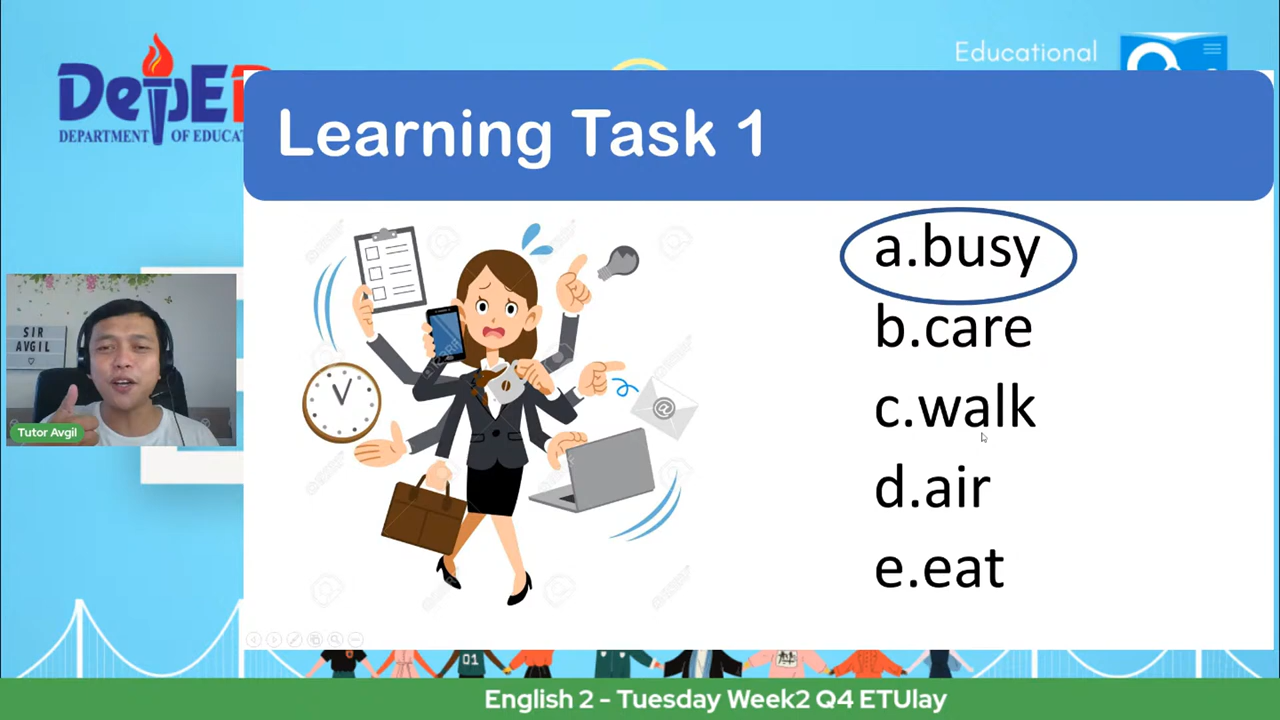 Educational
DepED
DEPARTMENT OF EDUCAT
Learning Task 1
a.busy
b.care
c.walk
d.air
e.eat
@
SIR
AVGIL
Tutor Avgil
01
English 2 - Tuesday Week2 Q4 ETUlay